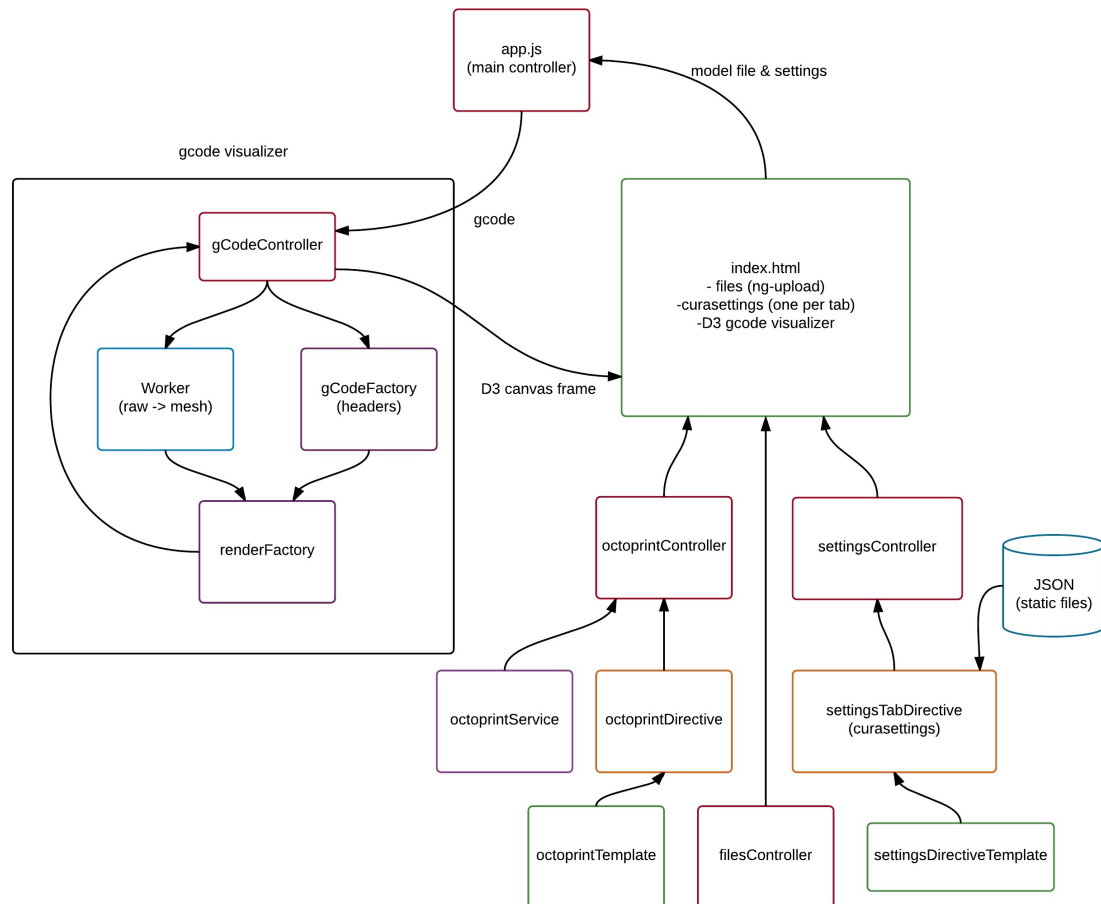 app.js
(main controller)
model file & settings
gcode visualizer
gcode
gCodeController
index.html
- files (ng-upload)
-curasettings (one per tab)
-D3 gcode visualizer
D3 canvas frame
Worker
(raw -> mesh)
gCodeFactory
(headers)
renderFactory
octoprintController
settingsController
JSON
(static files)
octoprintService
octoprintDirective
settingsTabDirective
(curasettings)
octoprintTemplate
filesController
settingsDirectiveTemplate